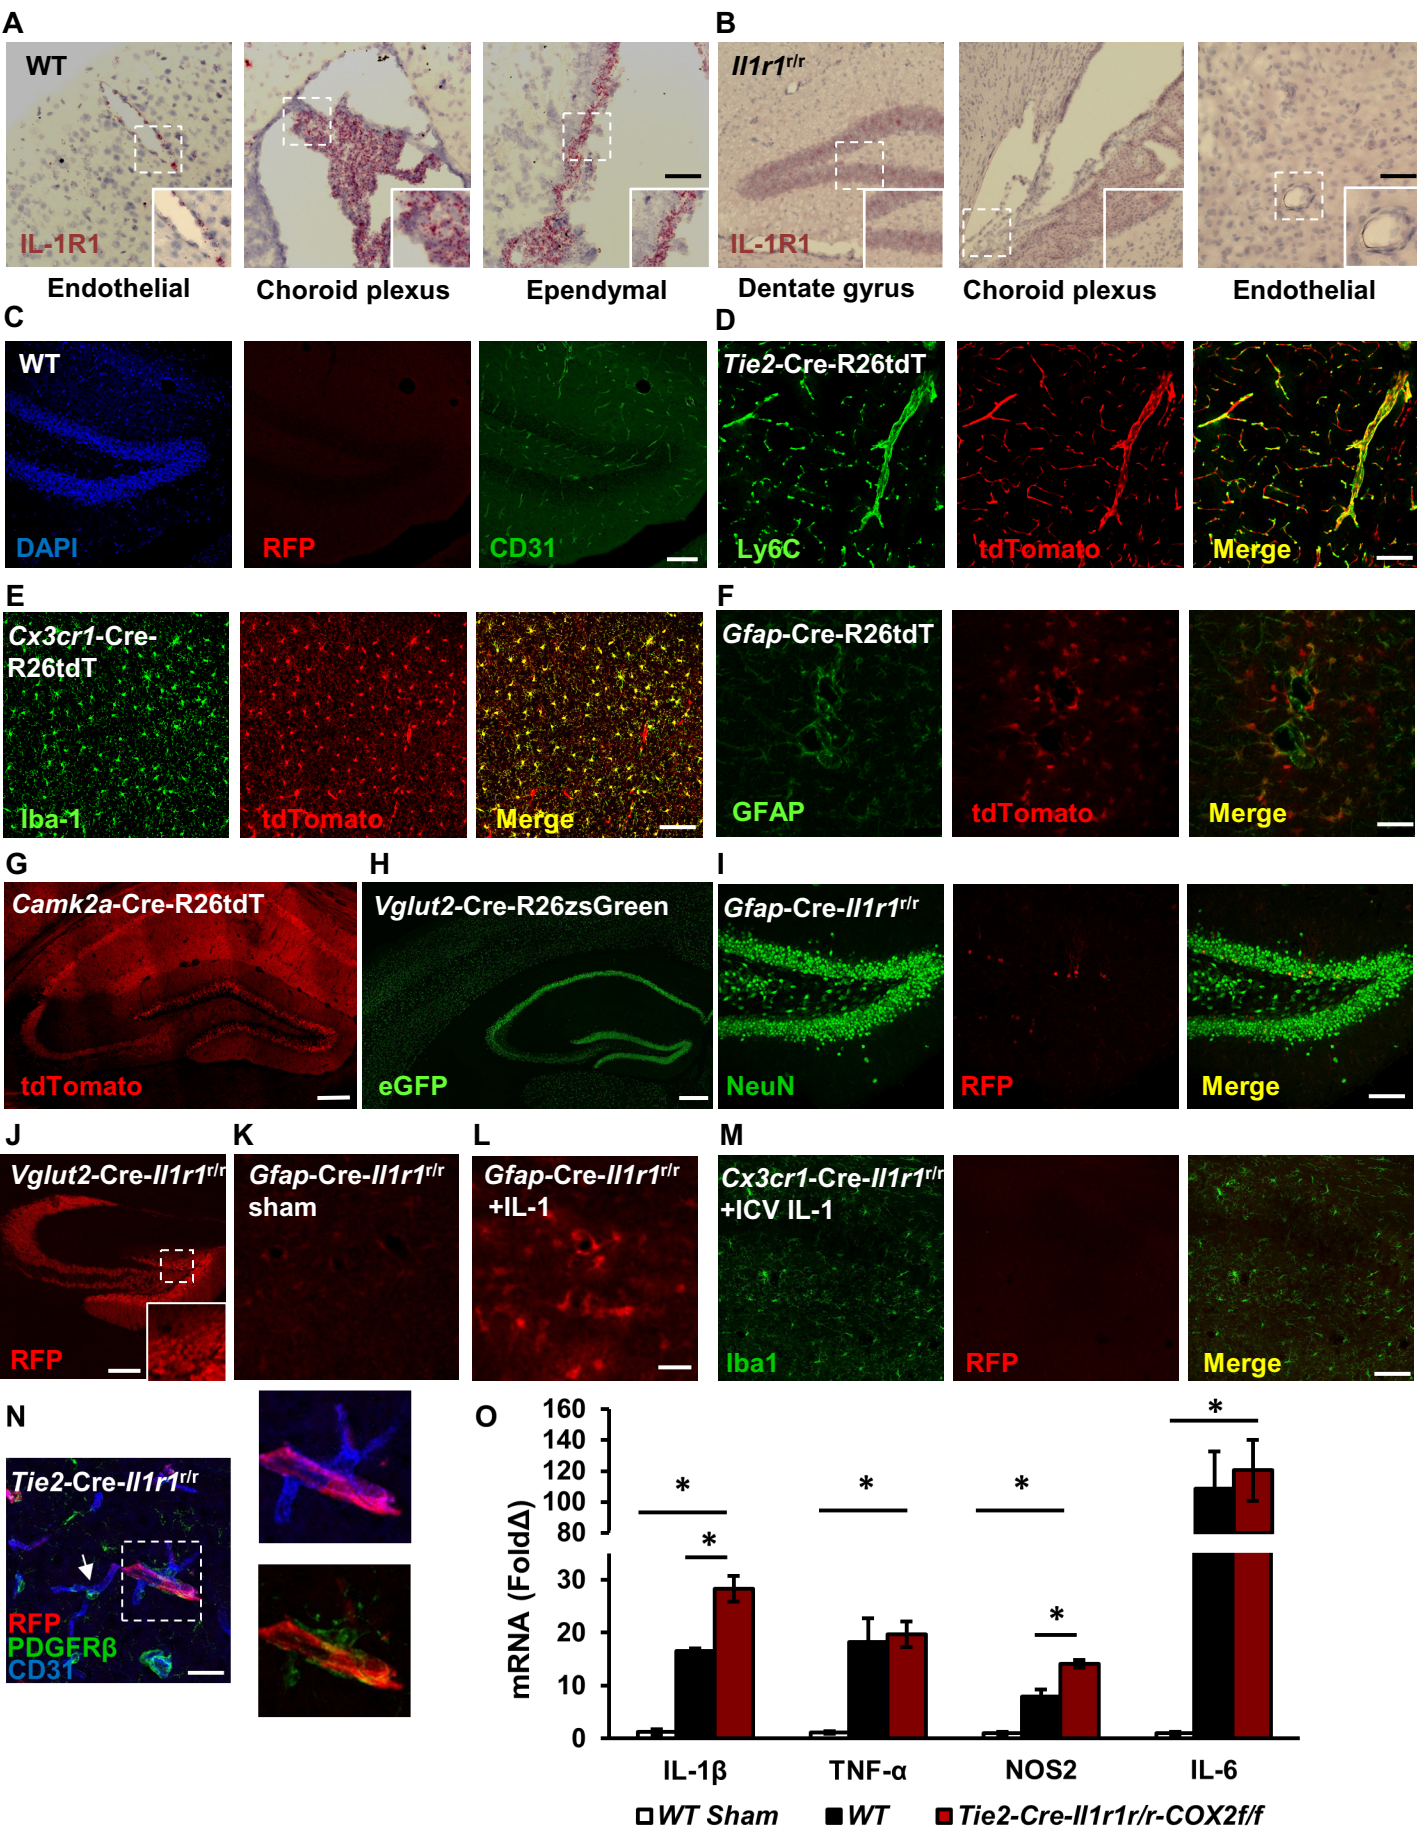 A
B
WT
IL-1R1
Il1r1r/r
IL-1R1
Endothelial
Choroid plexus
Ependymal
Dentate gyrus
Choroid plexus
Endothelial
C
D
WT
DAPI
RFP
CD31
Tie2-Cre-R26tdT
Ly6C
tdTomato
Merge
E
F
Cx3cr1-Cre-
R26tdT
Iba-1
tdTomato
Merge
Gfap-Cre-R26tdT
GFAP
tdTomato
Merge
G
H
I
Camk2a-Cre-R26tdT
tdTomato
Vglut2-Cre-R26zsGreen
eGFP
Gfap-Cre-Il1r1r/r
NeuN
RFP
Merge
J
K
L
M
Vglut2-Cre-Il1r1r/r
RFP
Gfap-Cre-Il1r1r/r
sham
Gfap-Cre-Il1r1r/r
+IL-1
Cx3cr1-Cre-Il1r1r/r
+ICV IL-1
Iba1
RFP
Merge
N
Tie2-Cre-Il1r1r/r
RFP
PDGFRβ
CD31
O
mRNA (FoldΔ)
160
140
120
100
80
30
20
10
0
*
*
*
*
*
*
IL-1β
TNF-α
NOS2
IL-6
WT Sham
WT
Tie2-Cre-Il1r1r/r-COX2f/f